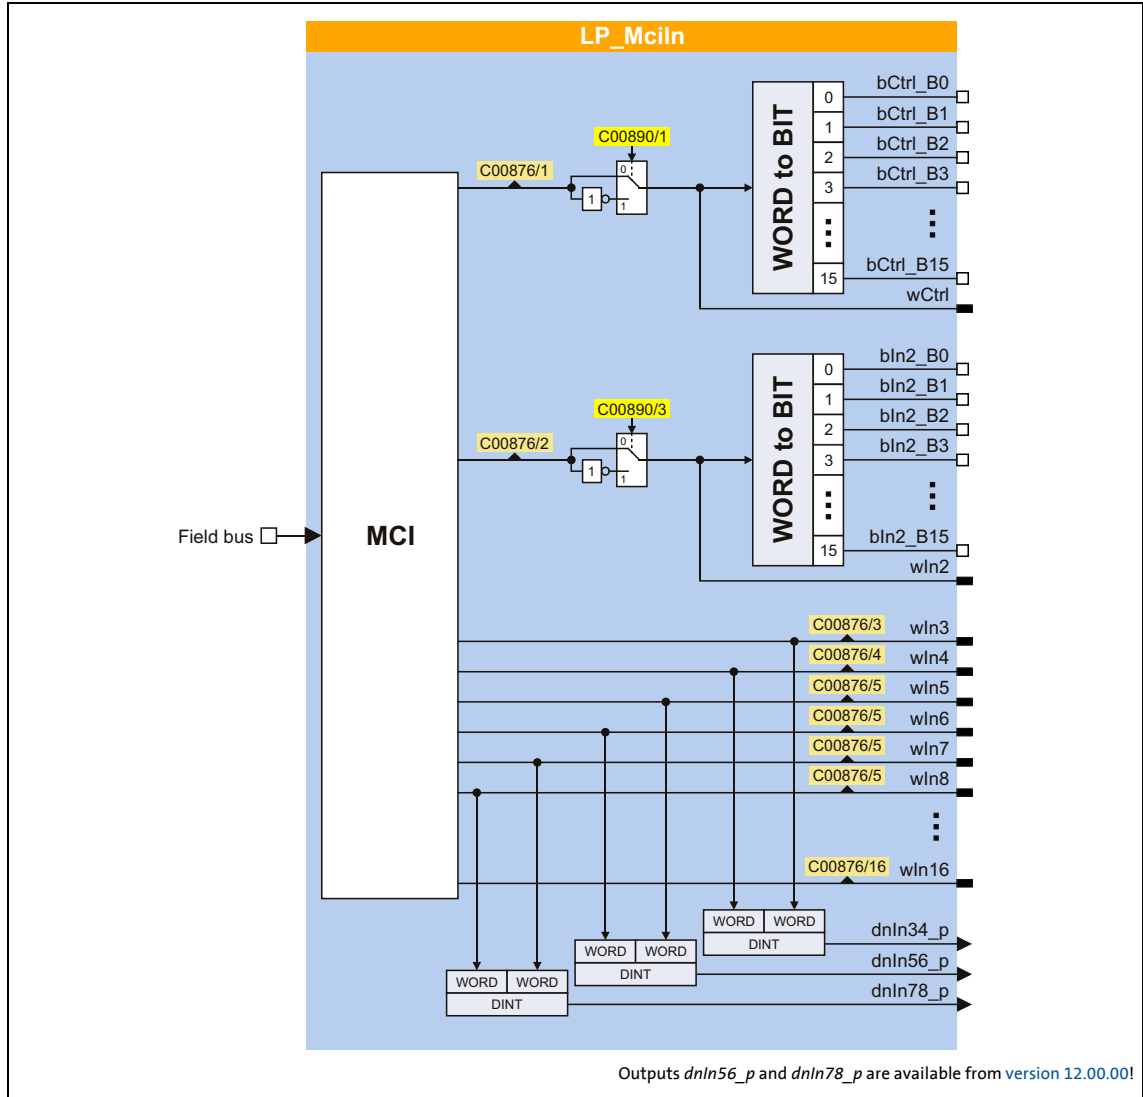 LP_MciIn
bCtrl_B0
0
bCtrl_B1
1
bCtrl_B2
2
bCtrl_B3
3
15
bCtrl_B15
wCtrl
WORD to BIT
C00890/1
C00876/1
0
1
1
bIn2_B0
0
bIn2_B1
1
bIn2_B2
2
bIn2_B3
3
15
bIn2_B15
wIn2
WORD to BIT
C00890/3
C00876/2
0
1
1
Field bus
MCI
C00876/3 wIn3
C00876/4 wIn4
C00876/5 wIn5
C00876/5 wIn6
C00876/5 wIn7
C00876/5 wIn8
C00876/16 wIn16
WORD WORD
DINT
dnIn34_p
WORD WORD
DINT
dnIn56_p
WORD WORD
DINT
dnIn78_p
Outputs dnIn56_p and dnIn78_p are available from version 12.00.00!